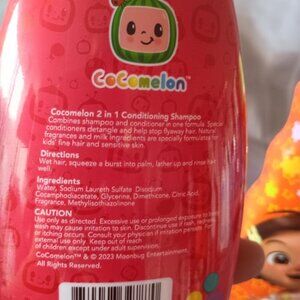 CoComelon™
Cocomelon 2 in 1 Conditioning Shampoo
Combines shampoo and conditioner in one formula. Special
conditioners detangle and help stop flyaway hair. Natural
fragrances and milk ingredients are specially formulated for
kids' fine hair and sensitive skin.
Directions
Wet hair, squeeze a burst into palm, lather up and rinse hair
well.
Ingredients
Water, Sodium Laureth Sulfate Disodium
Cocamphodiacetate, Glycerine, Dimethicone, Citric Acid,
Fragrance, Methylisothiazolinone
CAUTION
Use only as directed. Excessive use or prolonged exposure to
wash may cause irritation to skin. Discontinue use if
or itching occurs. Consult your physician if irritation persists. For
external use only. Keep out of reach
of children except under adult supervision.
CoComelon™ & © 2023 Moonbug Entertainment.
All Rights Reserved.